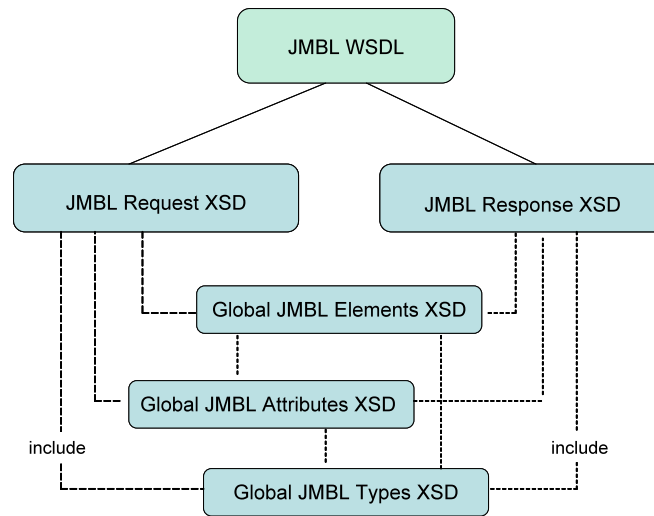 JMBL WSDL
JMBL Request XSD
JMBL Response XSD
Global JMBL Elements XSD
Global JMBL Attributes XSD
include
include
Global JMBL Types XSD